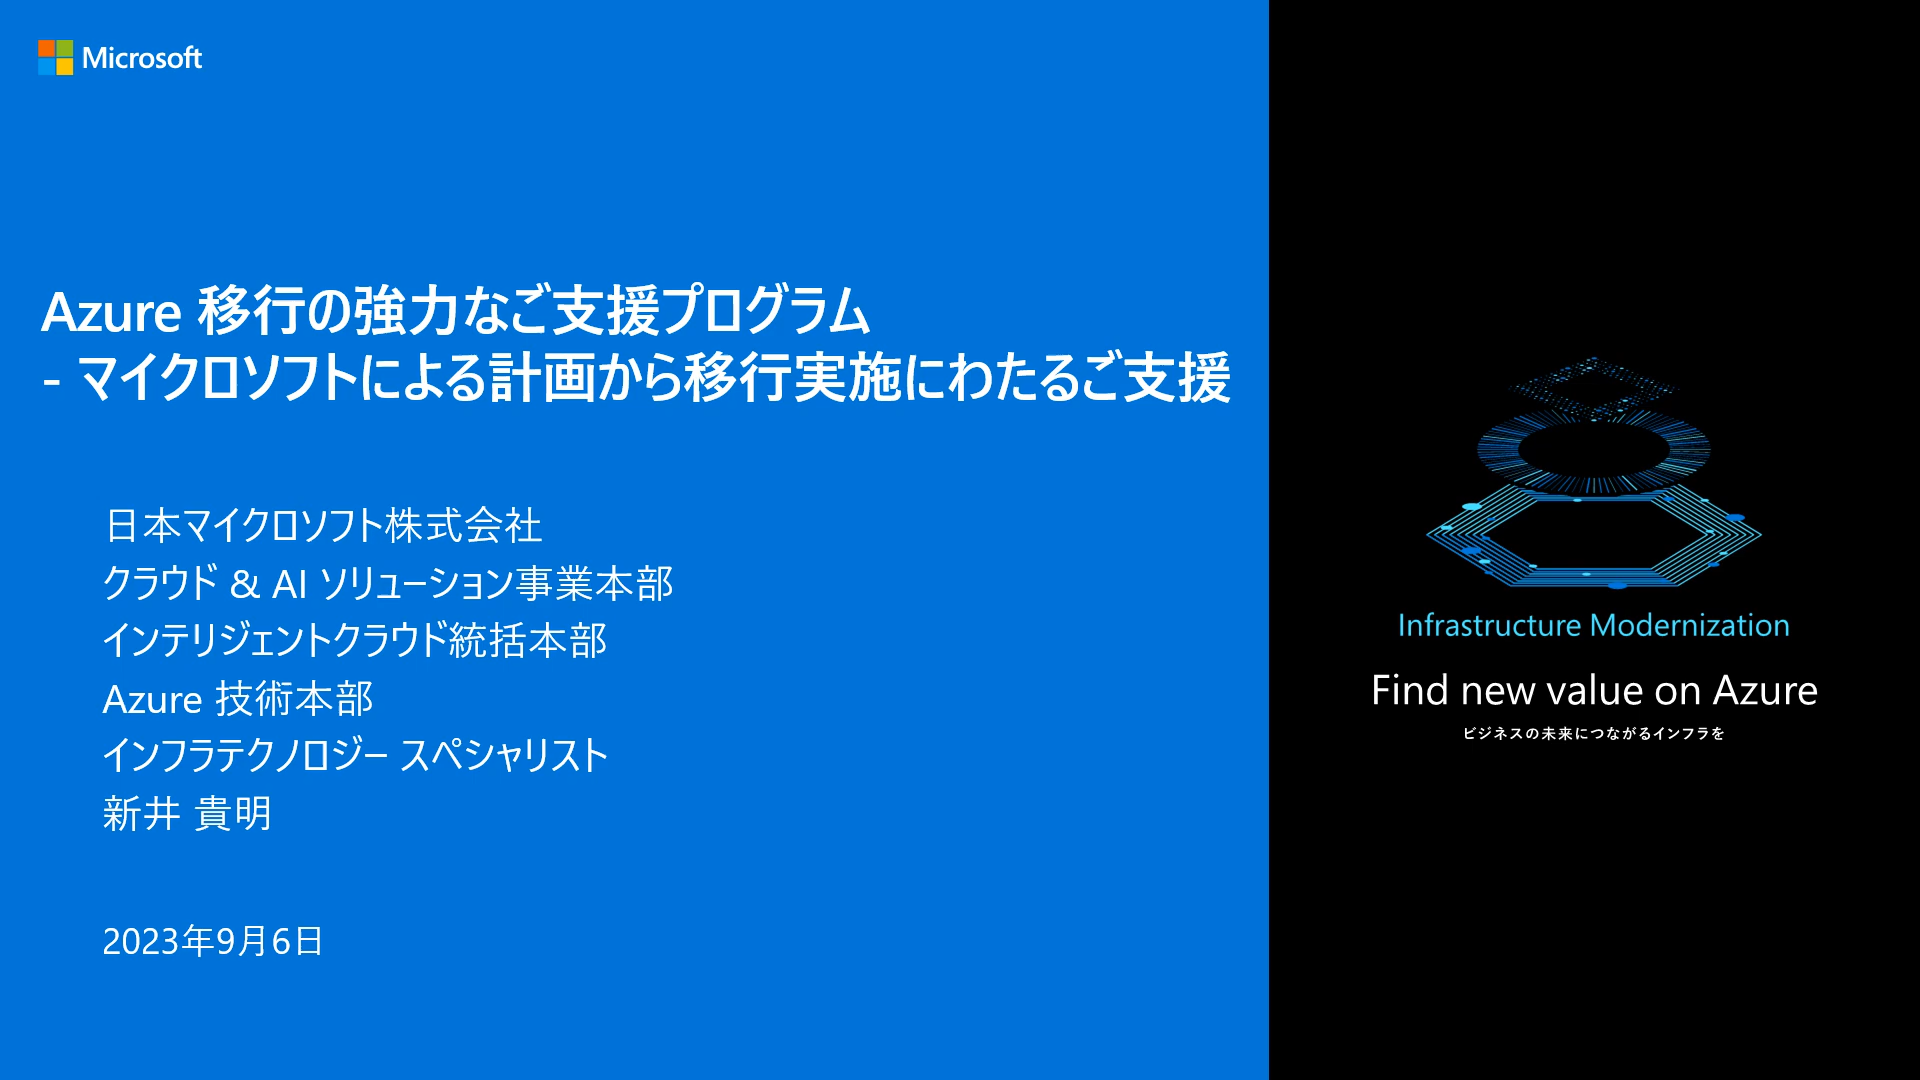 Microsoft
Azure 移行の強力なご支援プログラム
- マイクロソフトによる計画から移行実施にわたるご支援
日本マイクロソフト株式会社
クラウド & AI ソリューション事業本部
インテリジェントクラウド統括本部
Azure 技術本部
インフラテクノロジー スペシャリスト
新井 貴明
2023年9月6日
Infrastructure Modernization
Find new value on Azure
ビジネスの未来につながるインフラを